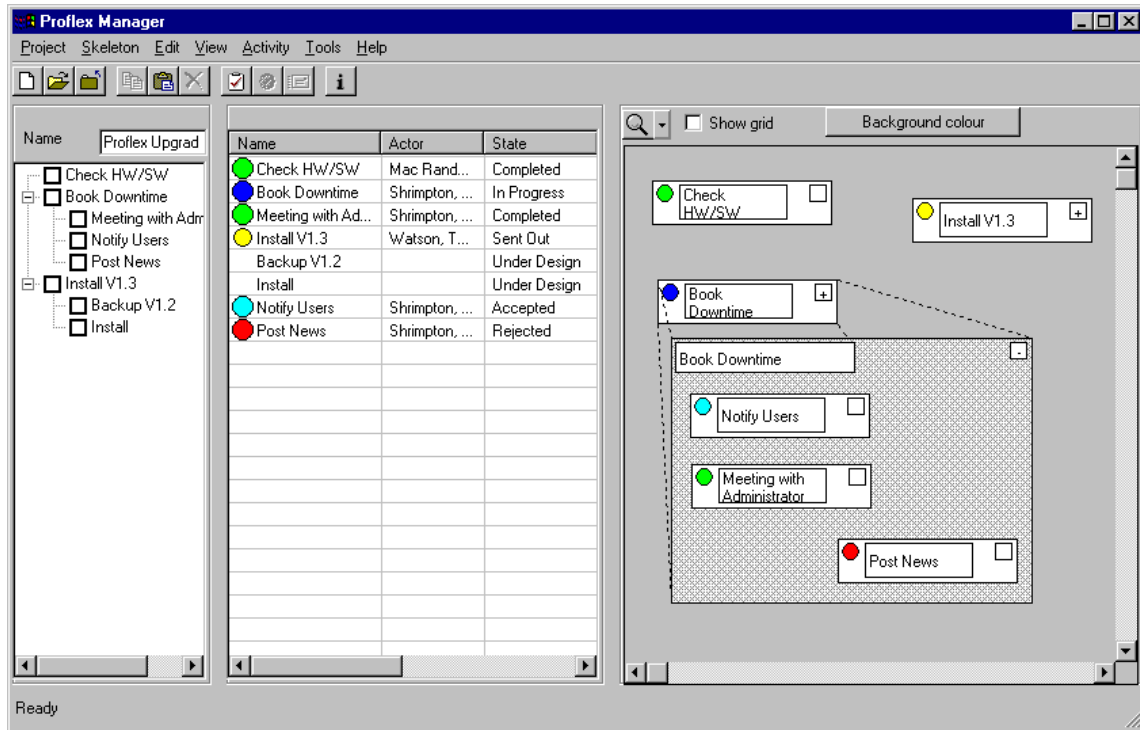 Proflex Manager
Project Skeleton Edit View Activity Tools Help
Name Proflex Upgrad
Check HW/SW
Book Downtime
Meeting with Adm
Notify Users
Post News
Install V1.3
Backup V1.2
Install
Name Actor State
Check HW/SW Mac Rand... Completed
Book Downtime Shrimpton, ... In Progress
Meeting with Ad... Shrimpton, ... Completed
Install V1.3 Watson, T... Sent Out
Backup V1.2 Under Design
Install Under Design
Notify Users Shrimpton, ... Accepted
Post News Shrimpton, ... Rejected
Show grid Background colour
Check
HW/SW
Install V1.3 +
Book +
Downtime
Book Downtime -
Notify Users
Meeting with
Administrator
Post News
Ready